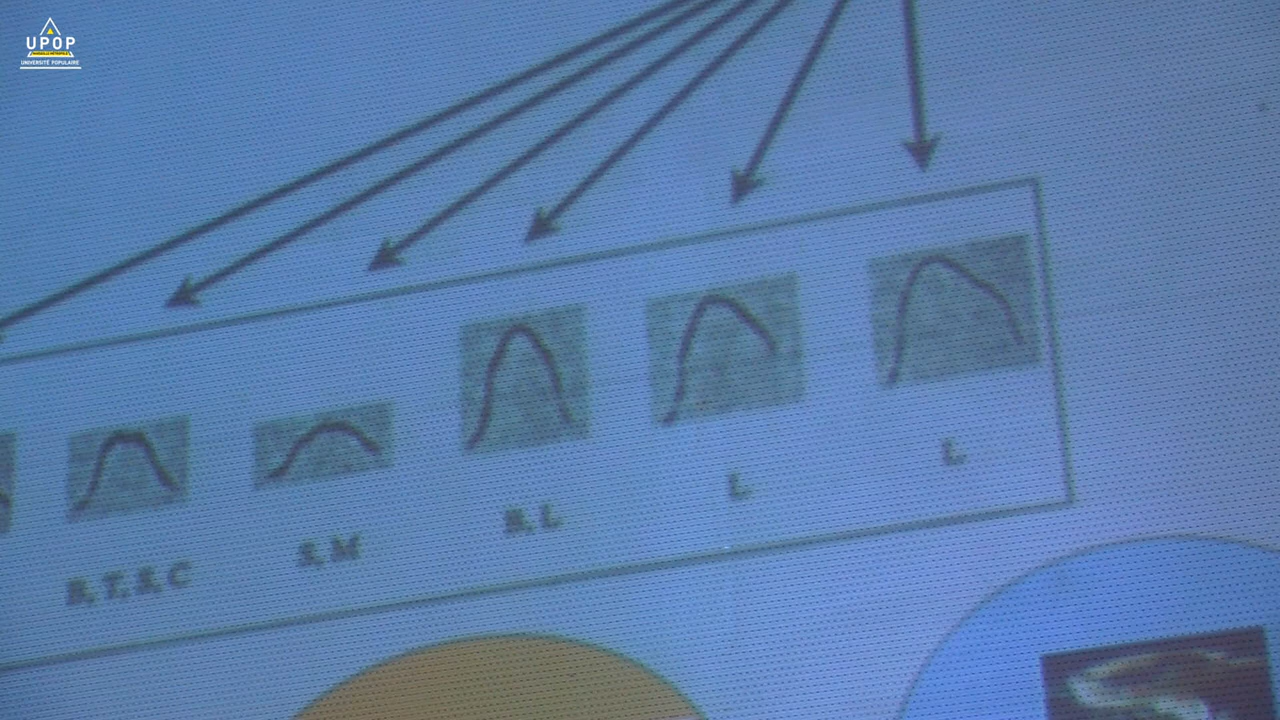 UPOP
UNIVERSITÉ POPULAIRE
B, T, S, C
S, M
B, L
L
L